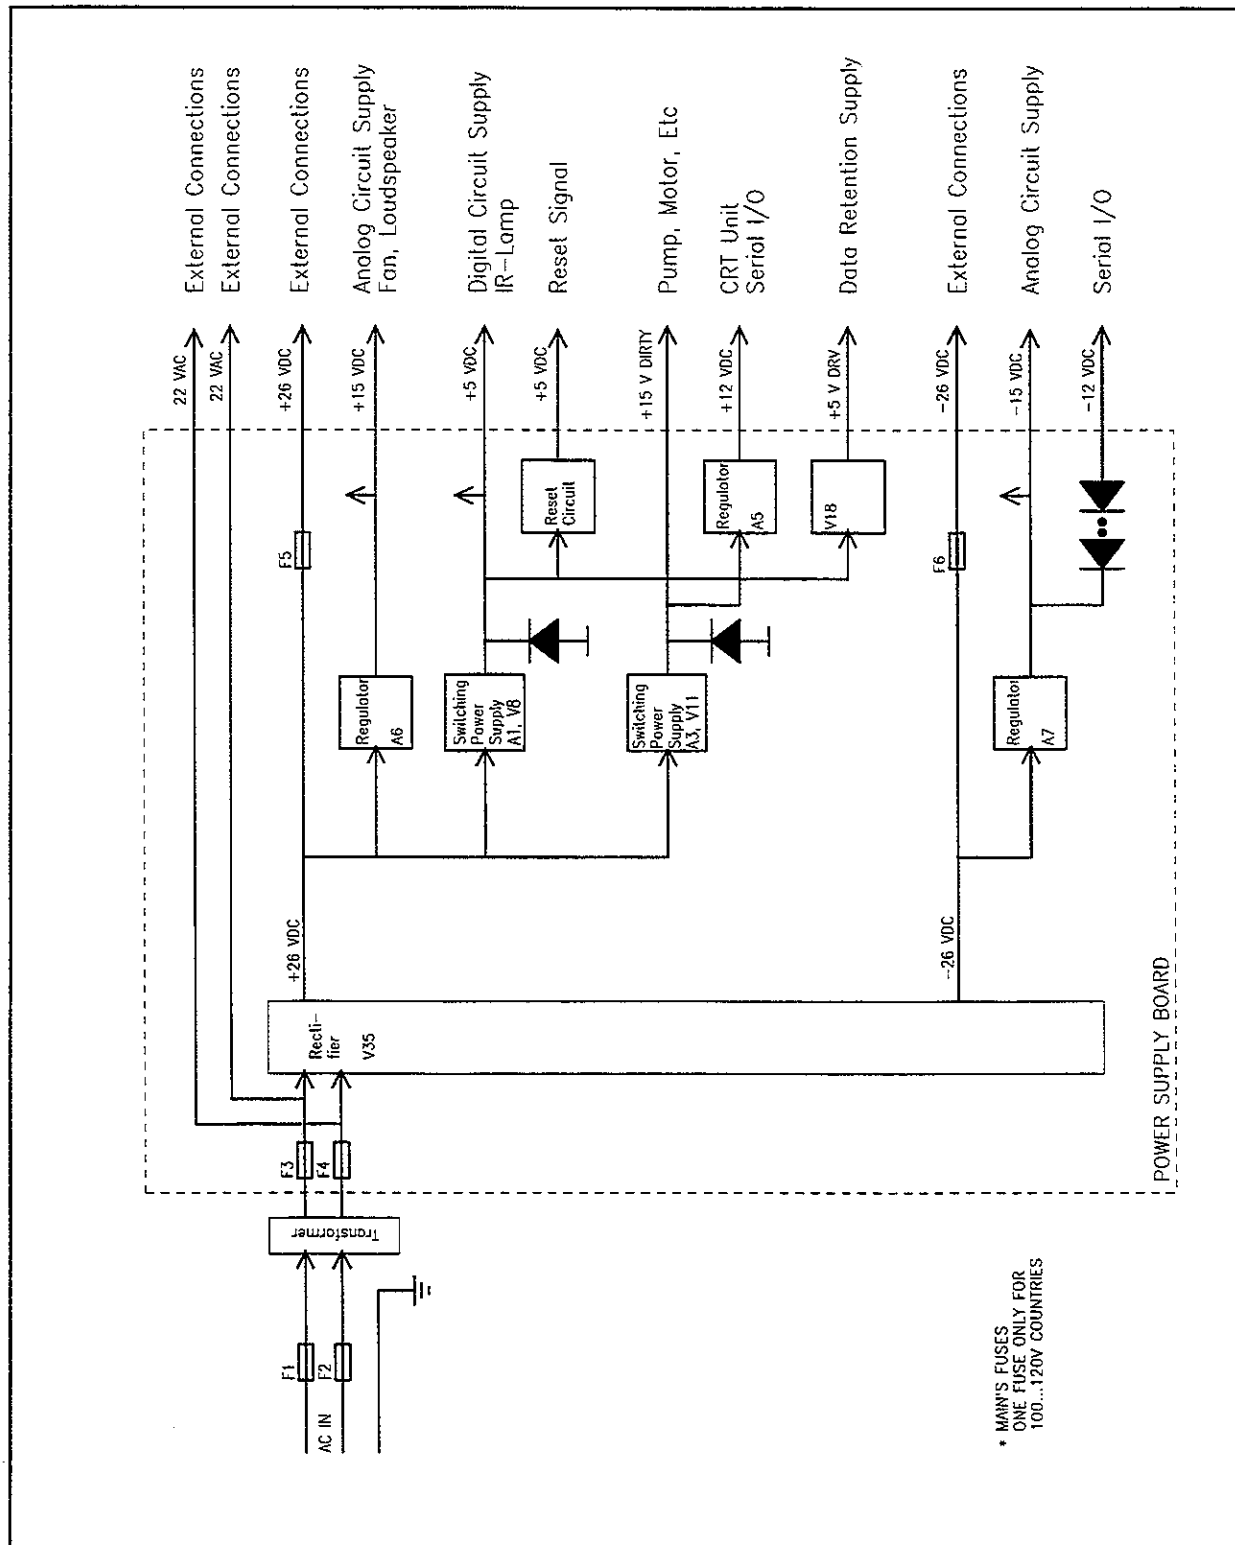 AC IN
F1
F2
* MAIN'S FUSES
ONE FUSE ONLY FOR
100...120V COUNTRIES
Transformer
F3
F4
POWER SUPPLY BOARD
Recti-
fier
V35
+26 VDC
-26 VDC
Regulator
A6
Switching
Power
Supply
A1, V8
Switching
Power
Supply
A3, V11
Regulator
A7
F5
Reset
Circuit
Regulator
A5
V18
F6
22 VAC
External Connections
22 VAC
External Connections
+26 VDC
External Connections
+15 VDC
Analog Circuit Supply
Fan, Loudspeaker
+5 VDC
Digital Circuit Supply
IR-Lamp
+5 VDC
Reset Signal
+15 V DIRTY
Pump, Motor, Etc
+12 VDC
CRT Unit
Serial I/O
+5 V DRV
Data Retention Supply
-26 VDC
External Connections
-15 VDC
Analog Circuit Supply
-12 VDC
Serial I/O